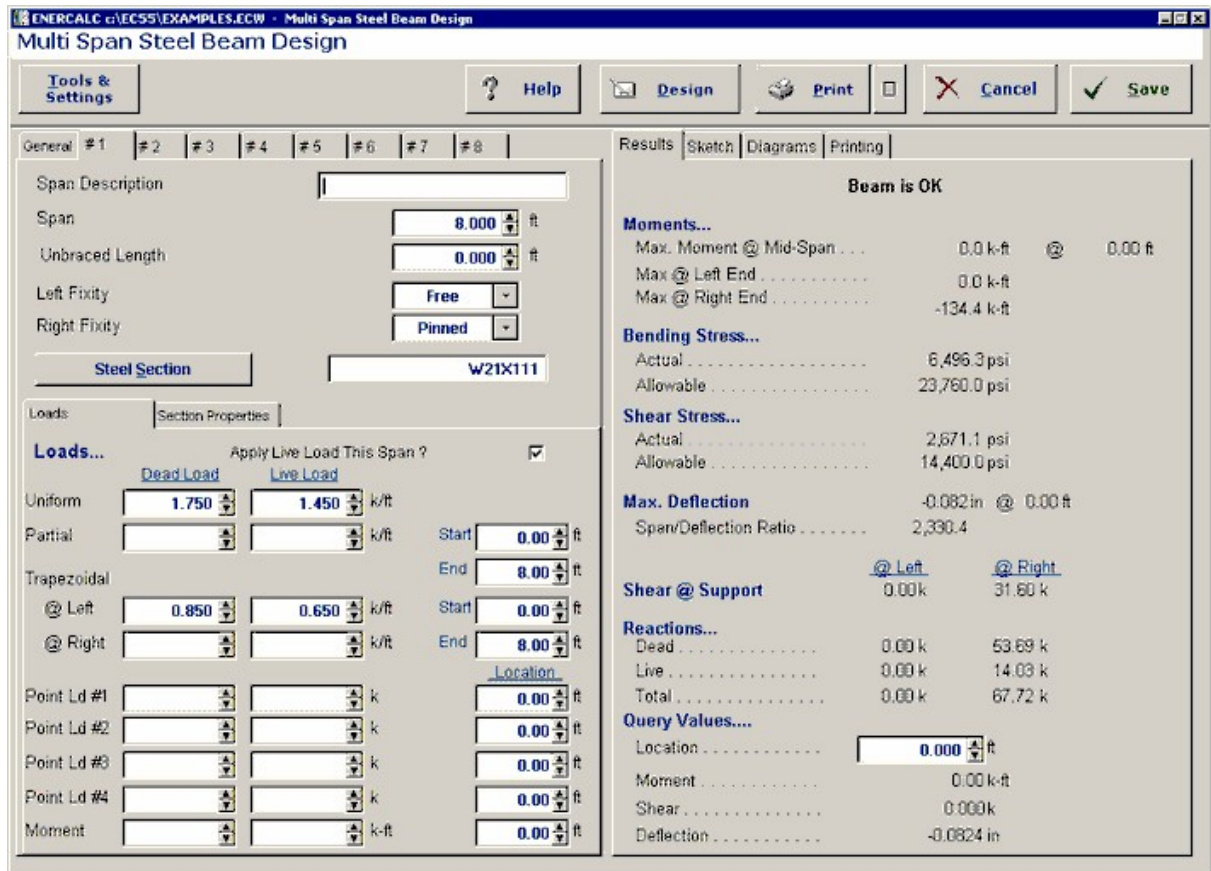 ENERCALC c:\EC55\EXAMPLES.ECW - Multi Span Steel Beam Design
Multi Span Steel Beam Design
Tools & Settings
? Help
Design
Print
Cancel
Save
General #1 #2 #3 #4 #5 #6 #7 #8
Span Description
Span 8.000 ft
Unbraced Length 0.000 ft
Left Fixity Free
Right Fixity Pinned
Steel Section W21X111
Loads Section Properties
Loads... Apply Live Load This Span ?
Dead Load Live Load
Uniform 1.750 1.450 k/ft
Partial k/ft Start 0.00 ft
End 8.00 ft
Trapezoidal
@ Left 0.850 0.650 k/ft Start 0.00 ft
@ Right k/ft End 8.00 ft
Location
Point Ld #1 k 0.00 ft
Point Ld #2 k 0.00 ft
Point Ld #3 k 0.00 ft
Point Ld #4 k 0.00 ft
Moment k-ft 0.00 ft
Results Sketch Diagrams Printing
Beam is OK
Moments...
Max. Moment @ Mid-Span . . . 0.0 k-ft @ 0.00 ft
Max @ Left End . . . . . . . . . . . 0.0 k-ft
Max @ Right End . . . . . . . . . . -134.4 k-ft
Bending Stress...
Actual . . . . . . . . . . . . . . . . . . 6,496.3 psi
Allowable . . . . . . . . . . . . . . . 23,760.0 psi
Shear Stress...
Actual . . . . . . . . . . . . . . . . . . 2,671.1 psi
Allowable . . . . . . . . . . . . . . . 14,400.0 psi
Max. Deflection -0.082 in @ 0.00 ft
Span/Deflection Ratio . . . . . . . 2,330.4
@ Left @ Right
Shear @ Support 0.00 k 31.60 k
Reactions...
Dead . . . . . . . . . . . . . . 0.00 k 53.69 k
Live . . . . . . . . . . . . . . . 0.00 k 14.03 k
Total . . . . . . . . . . . . . . 0.00 k 67.72 k
Query Values....
Location . . . . . . . . . . . . 0.000 ft
Moment . . . . . . . . . . . . 0.00 k-ft
Shear . . . . . . . . . . . . . . 0.000 k
Deflection . . . . . . . . . . . -0.0824 in